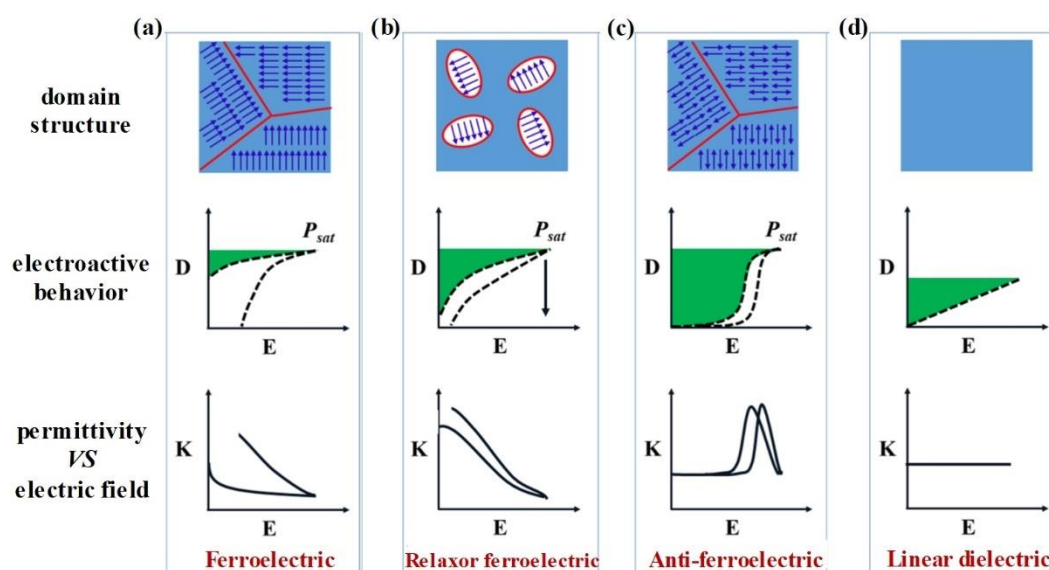 (a) (b) (c) (d)
domain
structure
P_sat P_sat P_sat
electroactive
behavior
D D D D
E E E E
permittivity
VS
electric field
K K K K
E E E E
Ferroelectric Relaxor ferroelectric Anti-ferroelectric Linear dielectric